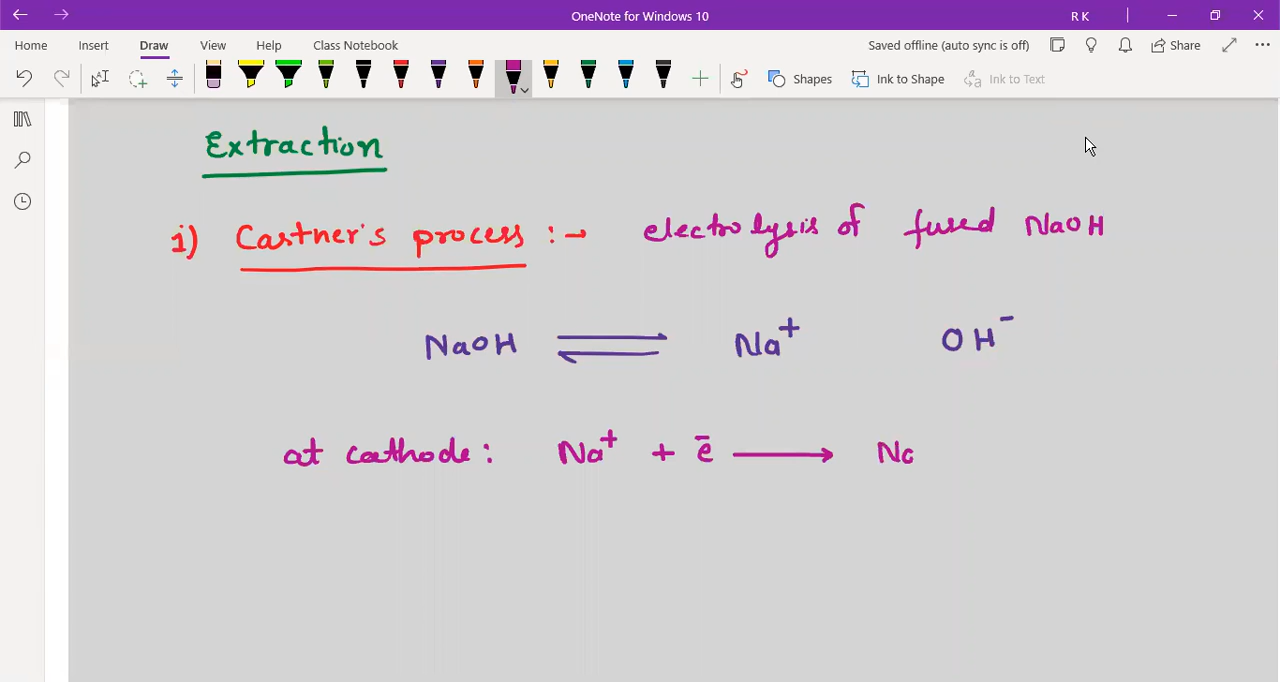 OneNote for Windows 10
R K
Home Insert Draw View Help Class Notebook
Saved offline (auto sync is off) Share
Shapes Ink to Shape Ink to Text
Extraction
i) Castner's process :→ electrolysis of fused NaOH
NaOH ⇌ Na⁺ OH⁻
at cathode: Na⁺ + ē ⟶ Na